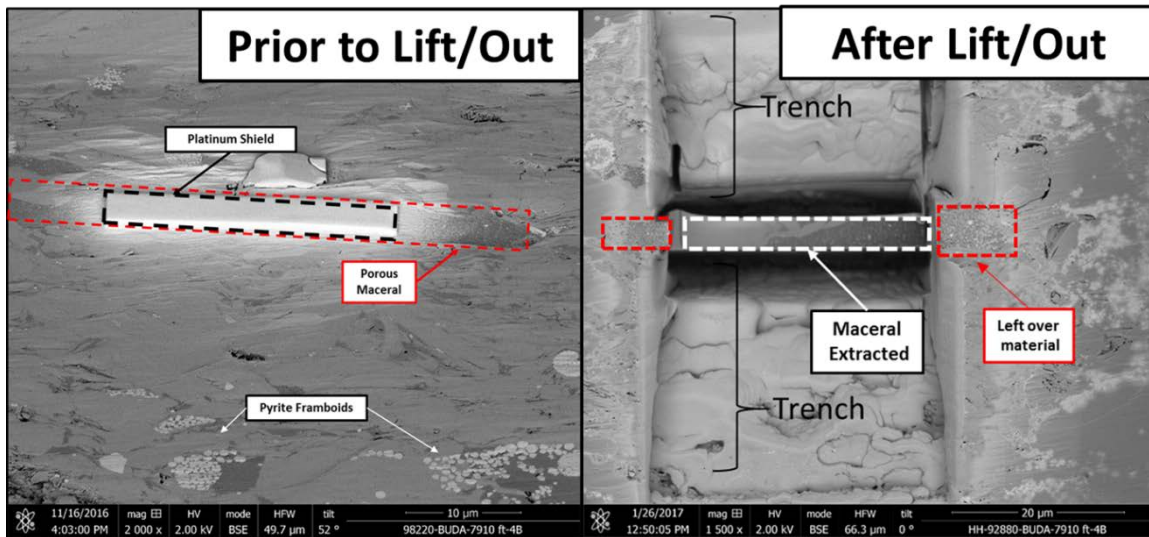 Prior to Lift/Out
Platinum Shield
Porous
Maceral
Pyrite Framboids
11/16/2016
4:03:00 PM
mag
2 000 x
HV
2.00 kV
mode
BSE
HFW
49.7 µm
tilt
52 °
10 µm
98220-BUDA-7910 ft-4B
After Lift/Out
Trench
Maceral
Extracted
Left over
material
Trench
1/26/2017
12:50:05 PM
mag
1 500 x
HV
2.00 kV
mode
BSE
HFW
66.3 µm
tilt
0 °
20 µm
HH-92880-BUDA-7910 ft-4B